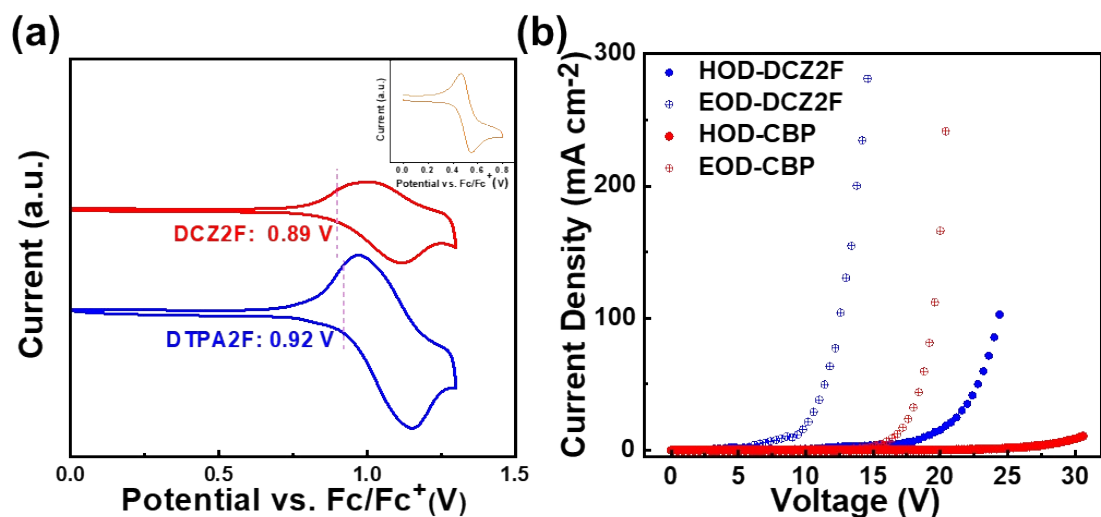 (a)
Current (a.u.)
DCZ2F: 0.89 V
DTPA2F: 0.92 V
0.0 0.5 1.0 1.5
Potential vs. Fc/Fc+(V)
Current (a.u.)
0.0 0.2 0.4 0.6 0.8
Potential vs. Fc/Fc+(V)
(b)
Current Density (mA cm-2)
300
200
100
0
HOD-DCZ2F
EOD-DCZ2F
HOD-CBP
EOD-CBP
0 5 10 15 20 25 30
Voltage (V)